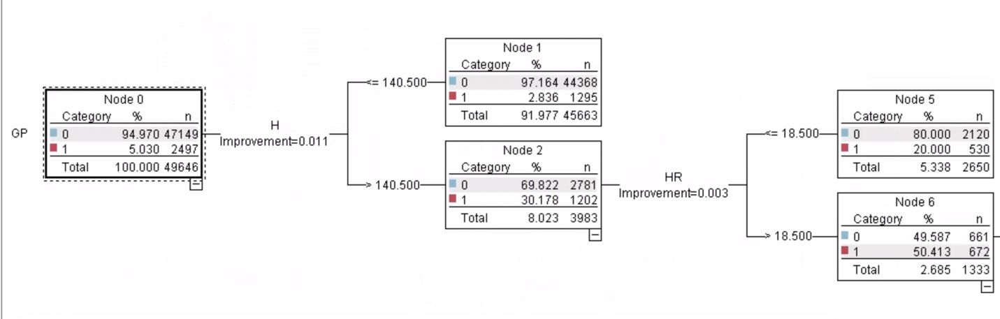 GP
Node 0
Category % n
0 94.970 47149
1 5.030 2497
Total 100.000 49646
H
Improvement=0.011
<= 140.500
Node 1
Category % n
0 97.164 44368
1 2.836 1295
Total 91.977 45663
> 140.500
Node 2
Category % n
0 69.822 2781
1 30.178 1202
Total 8.023 3983
HR
Improvement=0.003
<= 18.500
Node 5
Category % n
0 80.000 2120
1 20.000 530
Total 5.338 2650
> 18.500
Node 6
Category % n
0 49.587 661
1 50.413 672
Total 2.685 1333